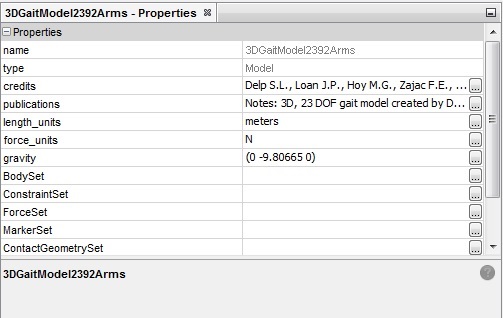 3DGaitModel2392Arms - Properties
Properties
name 3DGaitModel2392Arms
type Model
credits Delp S.L., Loan J.P., Hoy M.G., Zajac F.E., ... ...
publications Notes: 3D, 23 DOF gait model created by D... ...
length_units meters ...
force_units N ...
gravity (0 -9.80665 0) ...
BodySet ...
ConstraintSet ...
ForceSet ...
MarkerSet ...
ContactGeometrySet ...
3DGaitModel2392Arms ?